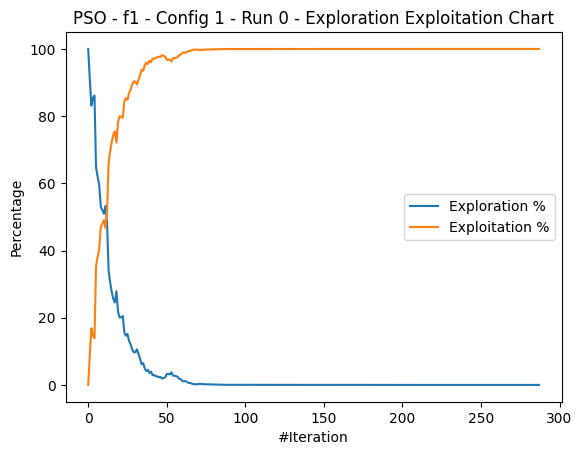 PSO - f1 - Config 1 - Run 0 - Exploration Exploitation Chart
Percentage
100
80
60
40
20
0
Exploration %
Exploitation %
0
50
100
150
200
250
300
#Iteration